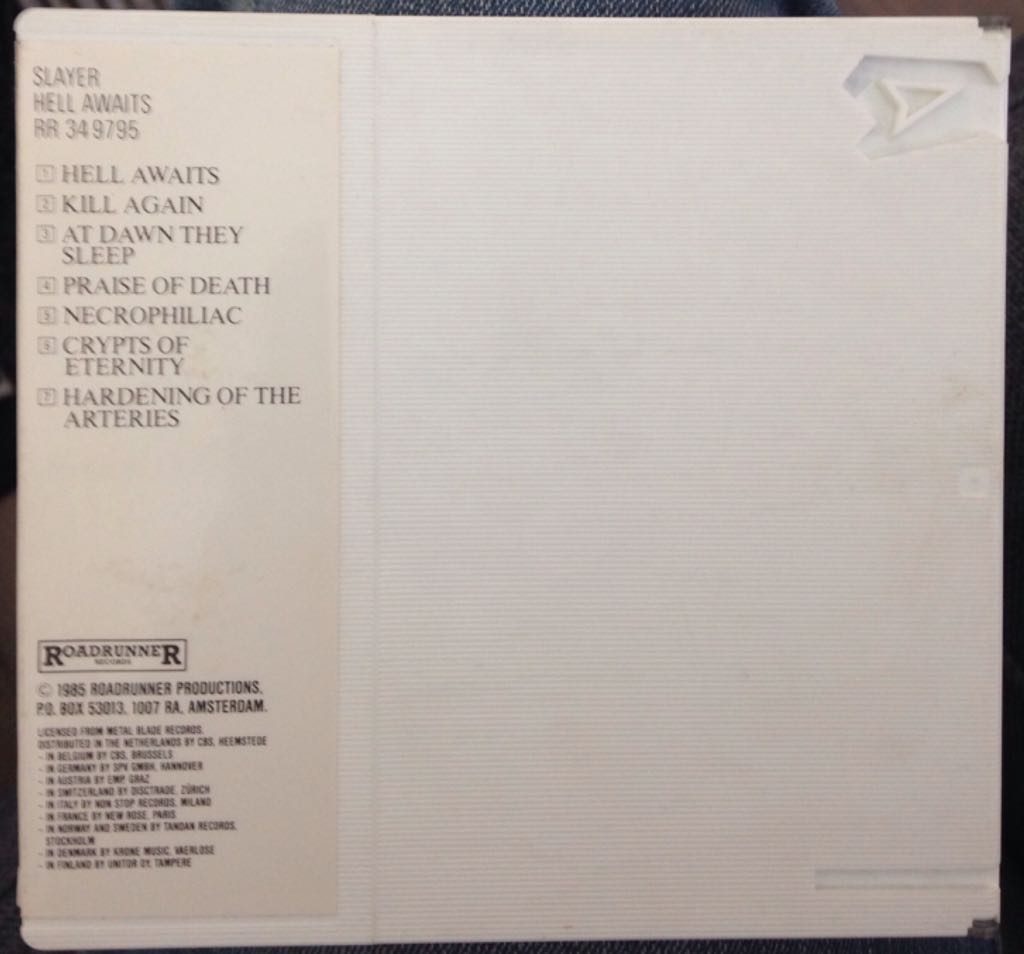 SLAYER
HELL AWAITS
RR 34 9795
1 HELL AWAITS
2 KILL AGAIN
3 AT DAWN THEY
SLEEP
4 PRAISE OF DEATH
5 NECROPHILIAC
6 CRYPTS OF
ETERNITY
7 HARDENING OF THE
ARTERIES
ROADRUNNER
RECORDS
© 1985 ROADRUNNER PRODUCTIONS.
P.O. BOX 53013, 1007 RA, AMSTERDAM.
LICENSED FROM METAL BLADE RECORDS.
DISTRIBUTED IN THE NETHERLANDS BY CBS, HEEMSTEDE
- IN BELGIUM BY CBS, BRUSSELS
- IN GERMANY BY SPV GMBH, HANNOVER
- IN AUSTRIA BY EMP, GRAZ
- IN SWITZERLAND BY DISCTRADE, ZÜRICH
- IN ITALY BY NON STOP RECORDS, MILANO
- IN FRANCE BY NEW ROSE, PARIS
- IN NORWAY AND SWEDEN BY TANDAN RECORDS,
STOCKHOLM
- IN DENMARK BY KRONE MUSIC, VAERLOSE
- IN FINLAND BY UNITOR OY, TAMPERE